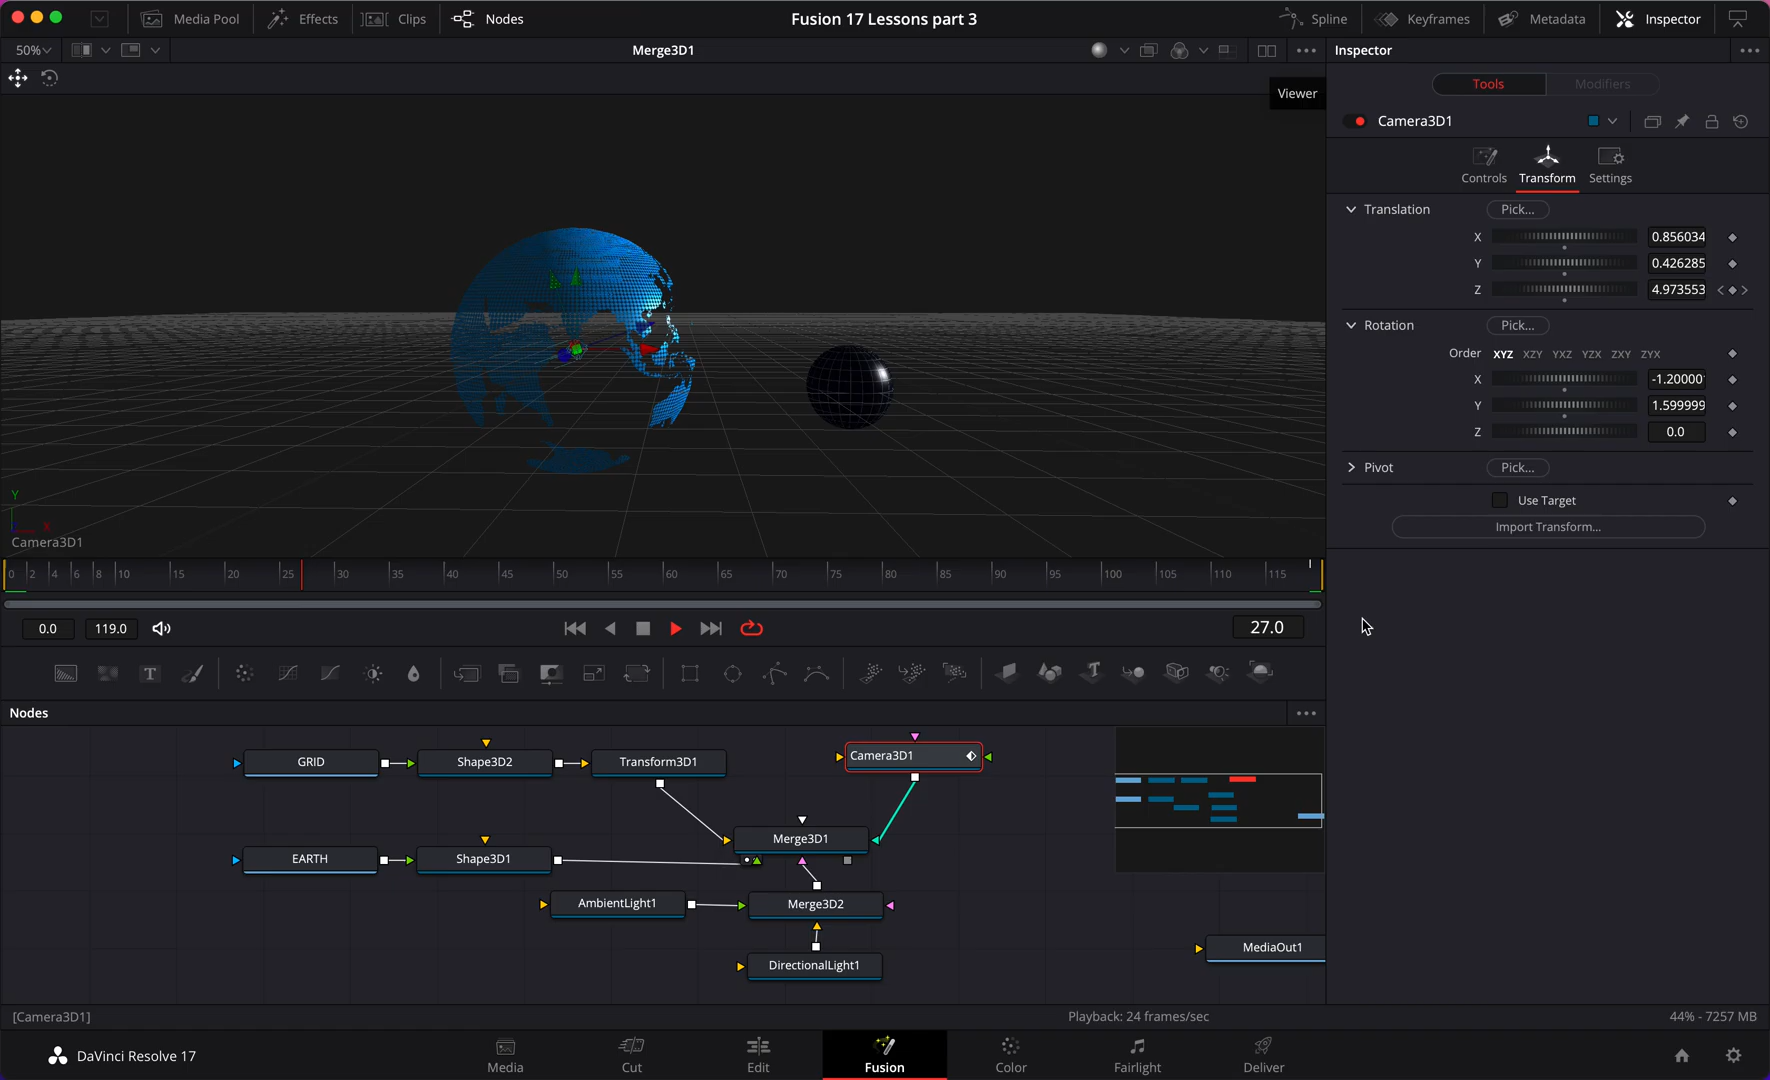 Media Pool
Effects
Clips
Nodes
Fusion 17 Lessons part 3
Spline
Keyframes
Metadata
Inspector
50%
Merge3D1
Inspector
Viewer
Tools
Modifiers
Camera3D1
Controls
Transform
Settings
Translation
Pick...
X
0.856034
Y
0.426285
Z
4.973553
Rotation
Pick...
Order
XYZ XZY YXZ YZX ZXY ZYX
X
-1.20000
Y
1.599999
Z
0.0
Pivot
Pick...
Use Target
Import Transform...
Y
X
Camera3D1
0 2 4 6 8 10 15 20 25 30 35 40 45 50 55 60 65 70 75 80 85 90 95 100 105 110 115
0.0
119.0
27.0
T
T
Nodes
GRID
Shape3D2
Transform3D1
Camera3D1
Merge3D1
EARTH
Shape3D1
AmbientLight1
Merge3D2
MediaOut1
DirectionalLight1
[Camera3D1]
Playback: 24 frames/sec
44% - 7257 MB
DaVinci Resolve 17
Media
Cut
Edit
Fusion
Color
Fairlight
Deliver